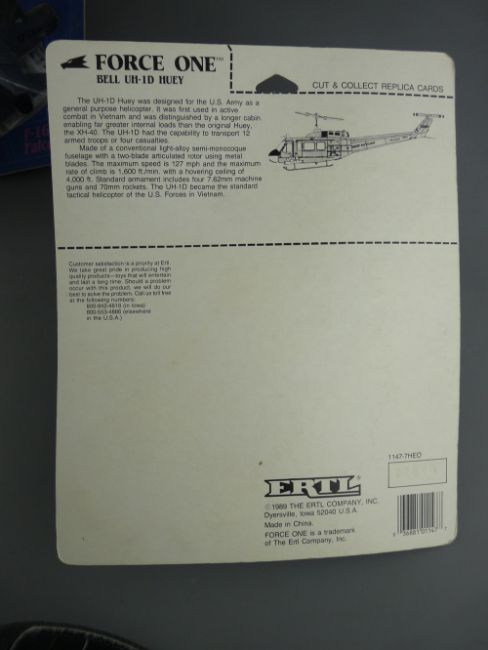 FORCE ONE™
BELL UH-1D HUEY
CUT & COLLECT REPLICA CARDS
The UH-1D Huey was designed for the U.S. Army as a
general purpose helicopter. It was first used in active
combat in Vietnam and was distinguished by a longer cabin
enabling far greater internal loads than the original Huey,
the XH-40. The UH-1D had the capability to transport 12
armed troops or four casualties.
Made of a conventional light-alloy semi-monocoque
fuselage with a two-blade articulated rotor using metal
blades. The maximum speed is 127 mph and the maximum
rate of climb is 1,600 ft./min. with a hovering ceiling of
4,000 ft. Standard armament includes four 7.62mm machine
guns and 70mm rockets. The UH-1D became the standard
tactical helicopter of the U.S. Forces in Vietnam.
Customer satisfaction is a priority at Ertl.
We take great pride in producing high
quality products—toys that will entertain
and last a long time. Should a problem
occur with this product, we will do our
best to solve the problem. Call us toll free
at the following numbers:
800-942-4618 (in Iowa)
800-553-4886 (elsewhere
in the U.S.A.)
1147-7HEO
ERTL
©1989 THE ERTL COMPANY, INC.
Dyersville, Iowa 52040 U.S.A.
Made in China.
FORCE ONE is a trademark
of The Ertl Company, Inc.
F-16